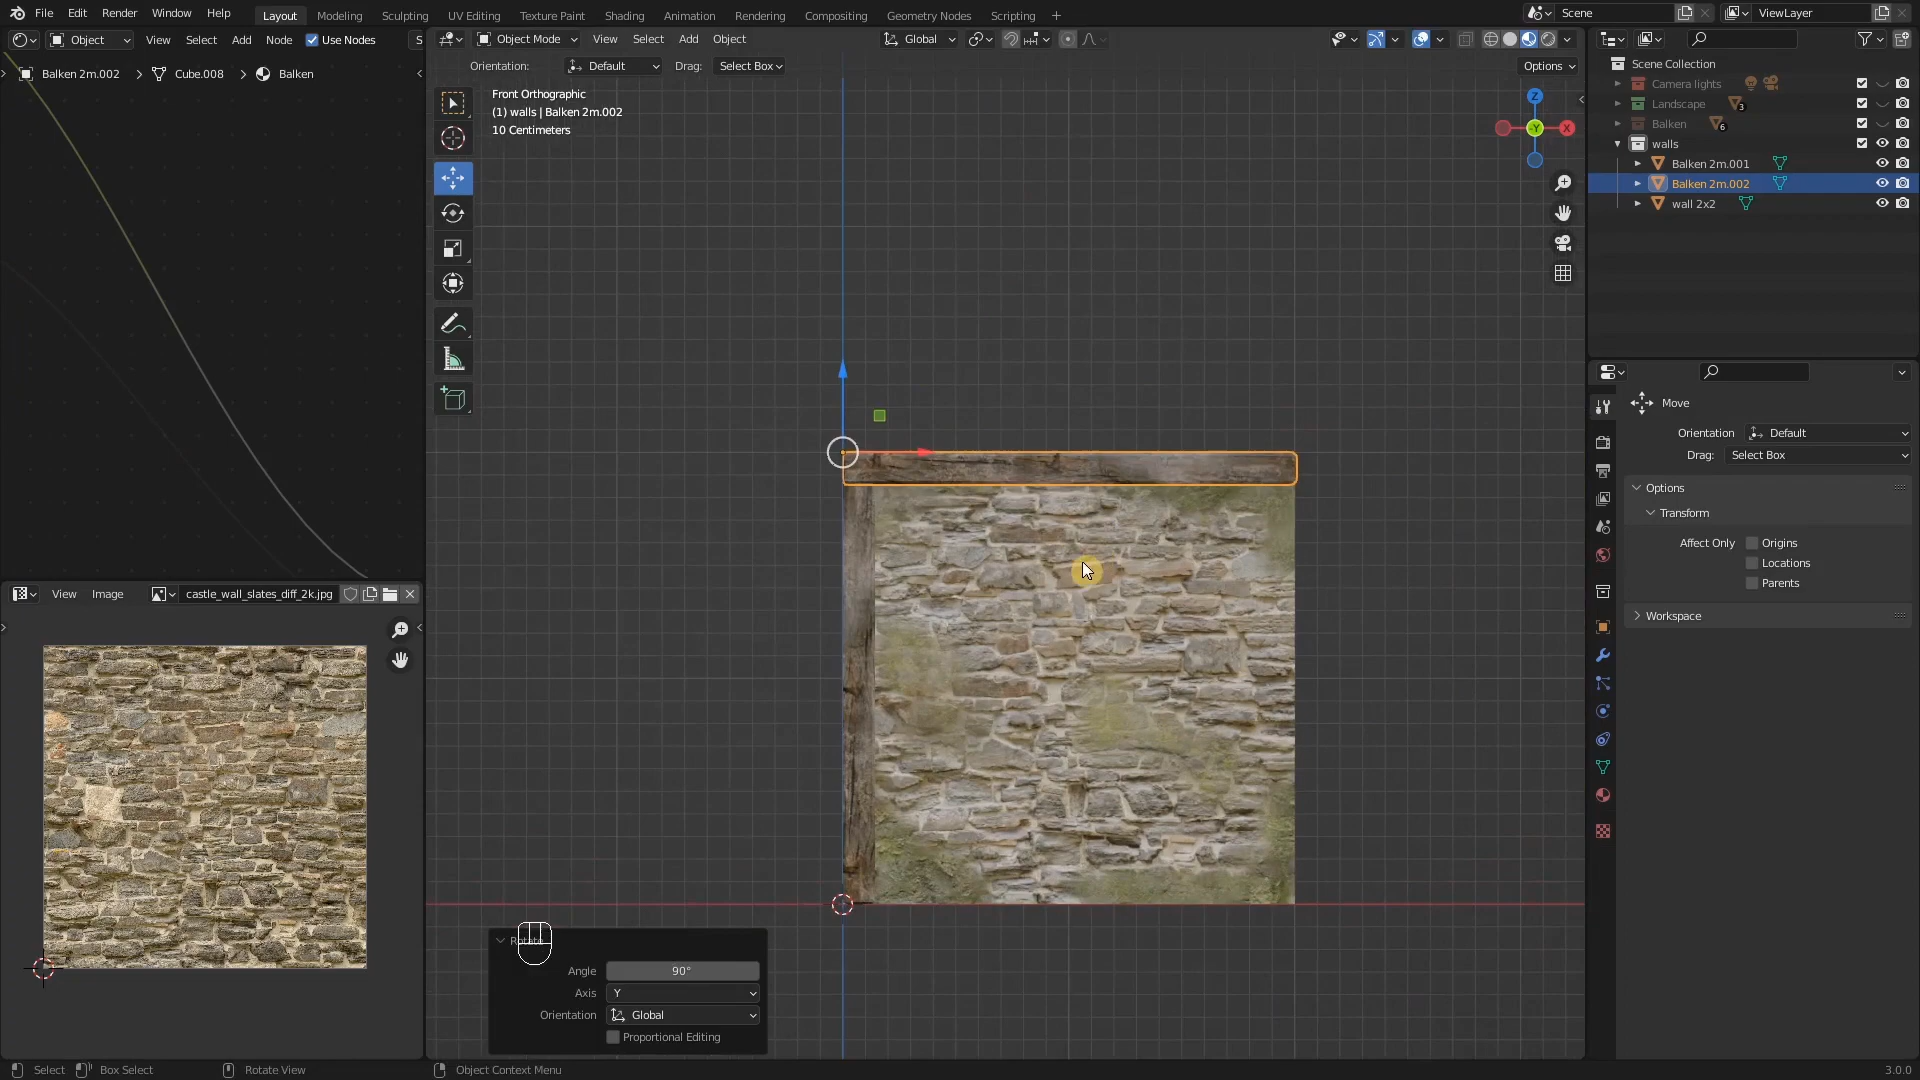 File Edit Render Window Help Layout Modeling Sculpting UV Editing Texture Paint Shading Animation Rendering Compositing Geometry Nodes Scripting + Scene ViewLayer
Object View Select Add Node Use Nodes S
Object Mode View Select Add Object Global
Orientation: Default Drag: Select Box Options
Balken 2m.002 > Cube.008 > Balken
Front Orthographic
(1) walls | Balken 2m.002
10 Centimeters
Z
-Y
X
Scene Collection
Camera lights
Landscape 3
Balken 6
walls
Balken 2m.001
Balken 2m.002
wall 2x2
Move
Orientation Default
Drag: Select Box
Options
Transform
Affect Only Origins
Locations
Parents
Workspace
View Image castle_wall_slates_diff_2k.jpg
Angle 90°
Axis Y
Orientation Global
Proportional Editing
Select Box Select Rotate View Object Context Menu 3.0.0